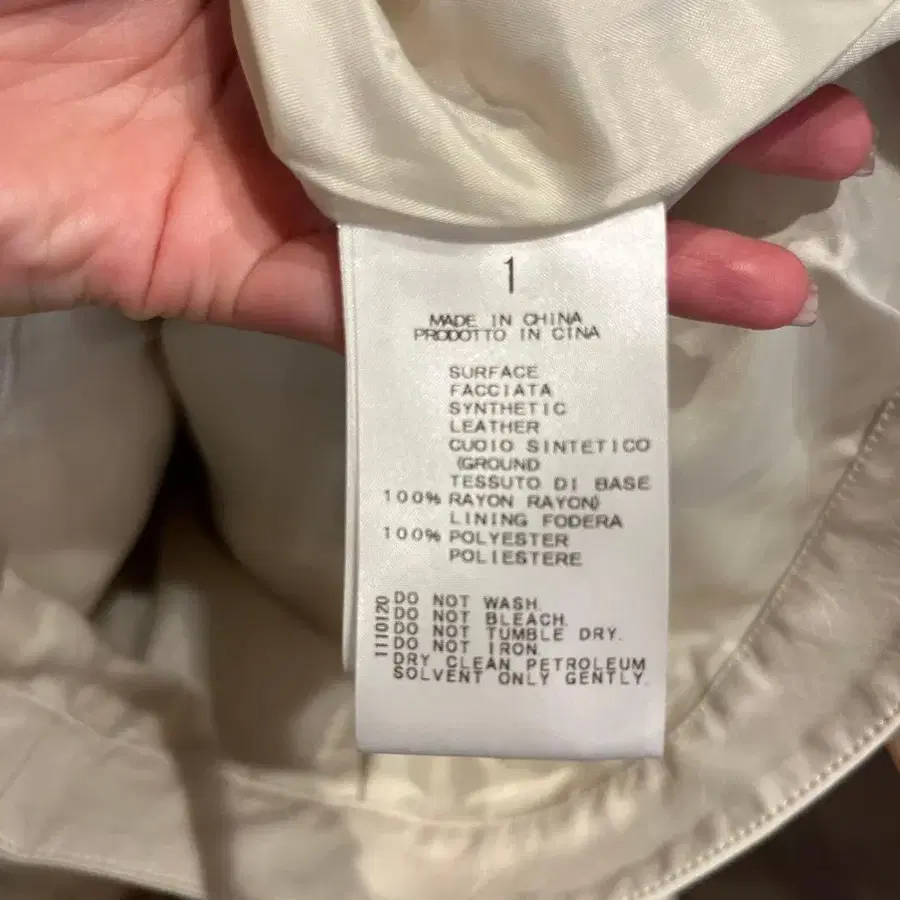 1
MADE IN CHINA
PRODOTTO IN CINA
SURFACE
FACCIATA
SYNTHETIC
LEATHER
CUOIO SINTETICO
(GROUND
TESSUTO DI BASE
100% RAYON RAYON)
LINING FODERA
100% POLYESTER
POLIESTERE
1110120
DO NOT WASH.
DO NOT BLEACH.
DO NOT TUMBLE DRY.
DO NOT IRON.
DRY CLEAN PETROLEUM
SOLVENT ONLY GENTLY.